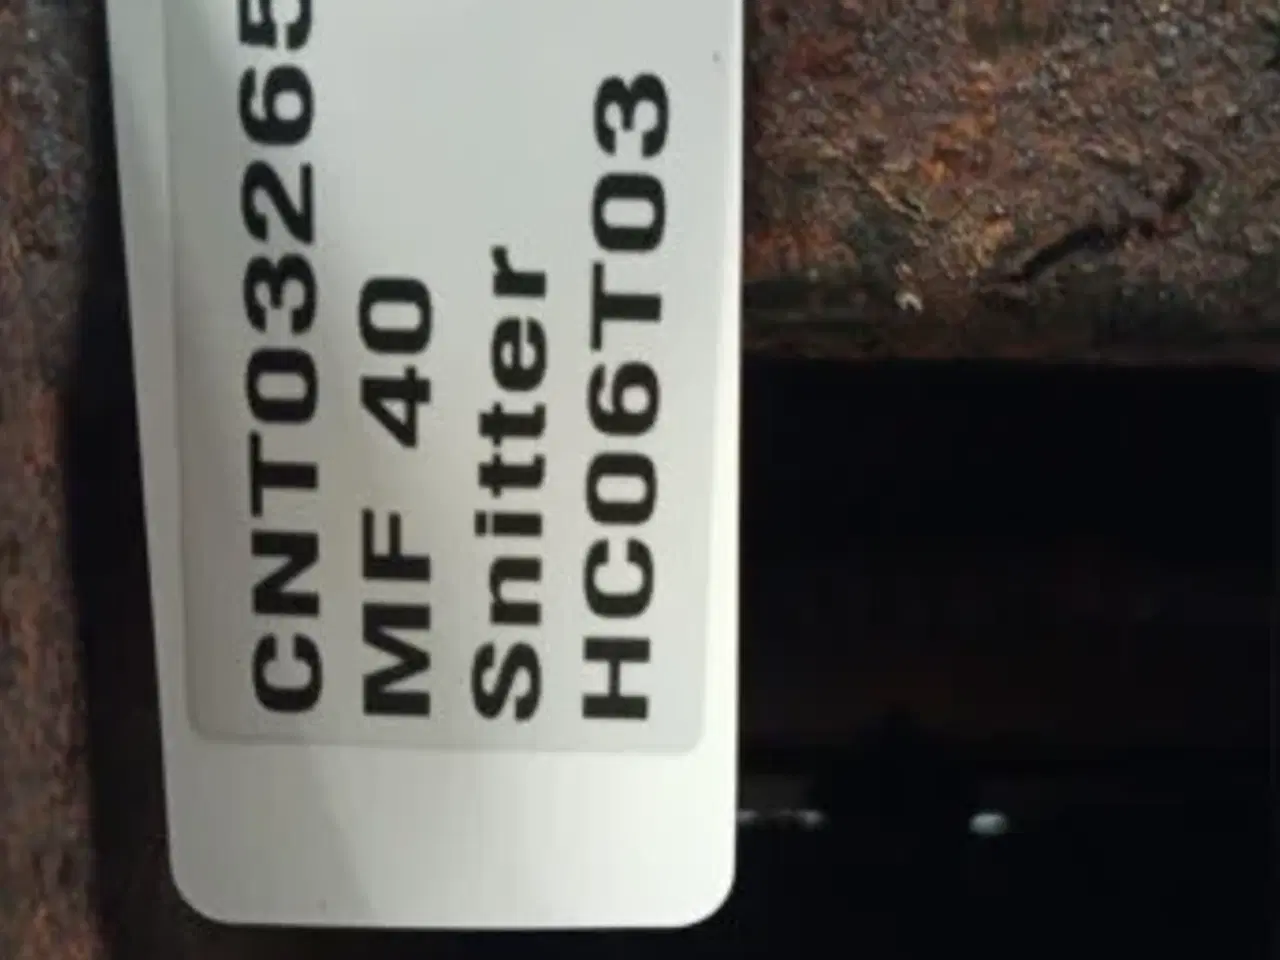 CNT03265
MF 40
Snitter
HC06T03